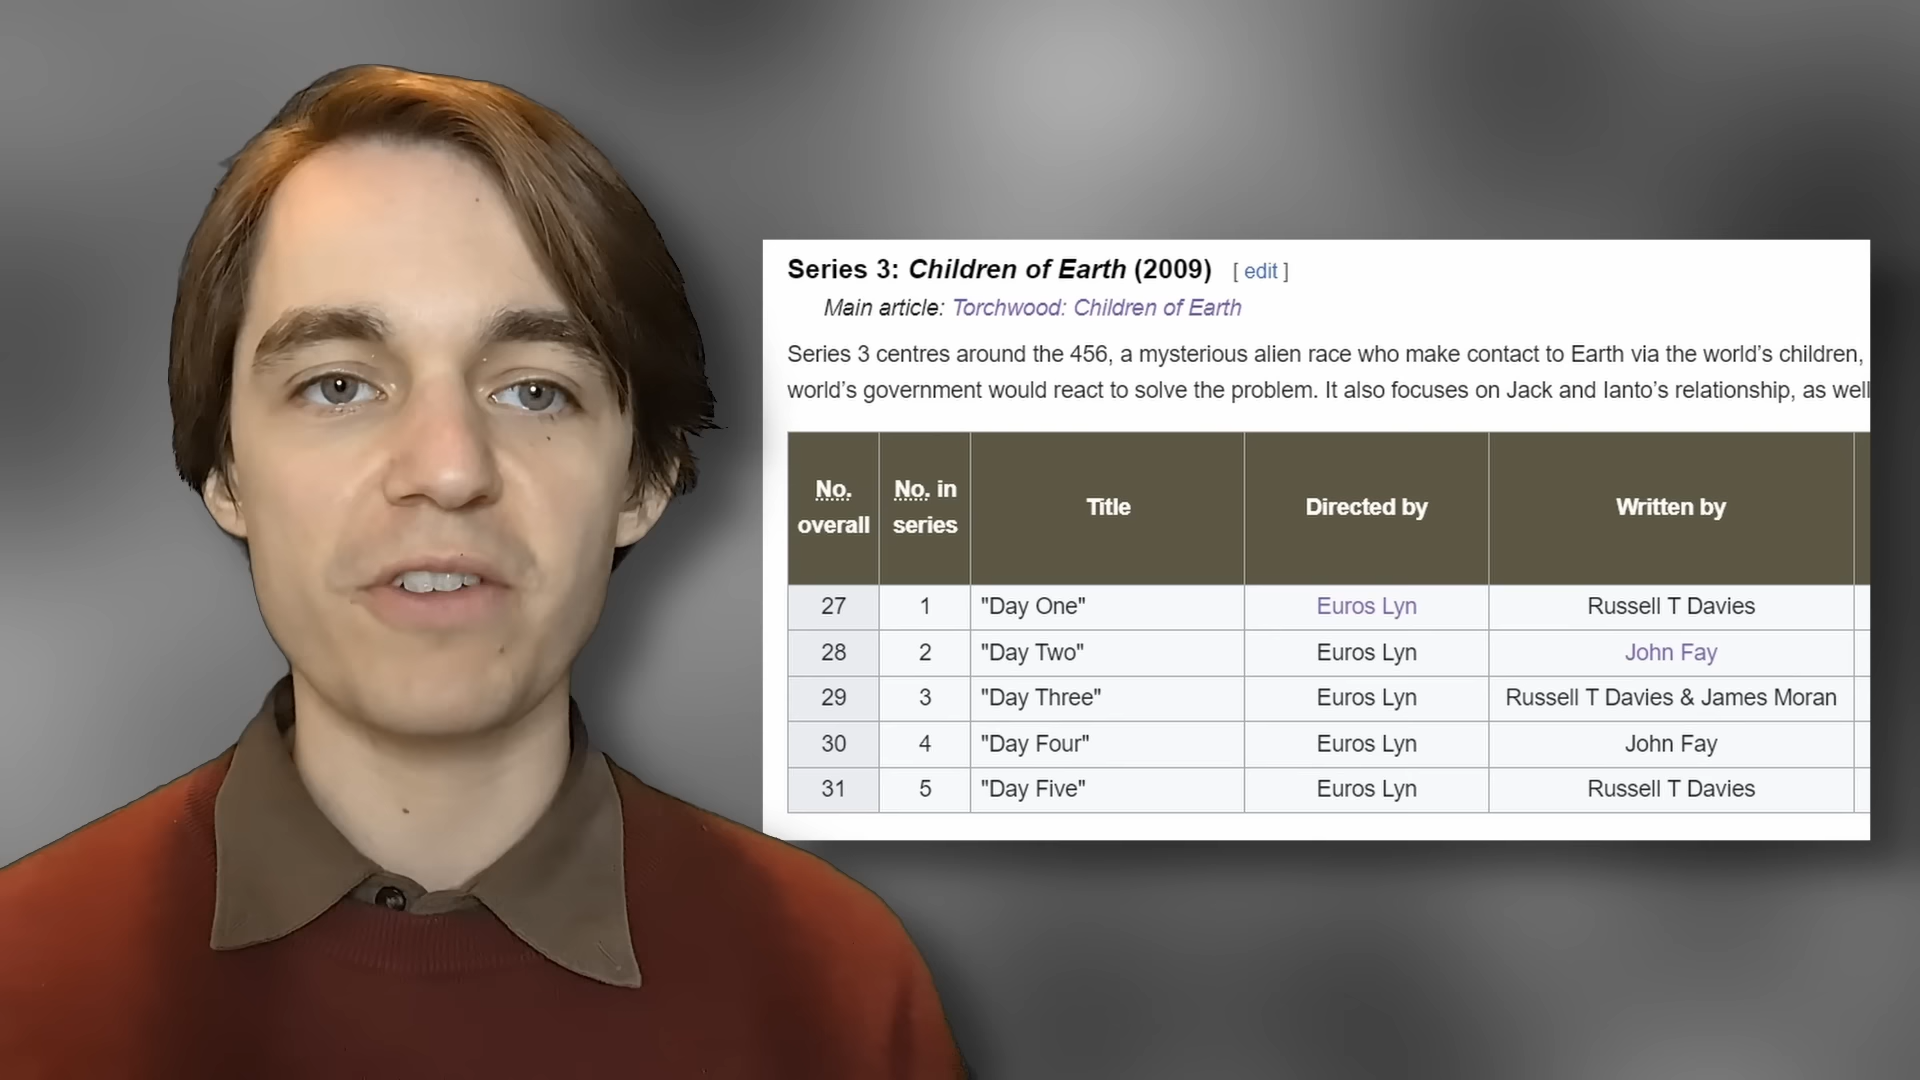 Series 3: Children of Earth (2009) [ edit ]
Main article: Torchwood: Children of Earth
Series 3 centres around the 456, a mysterious alien race who make contact to Earth via the world’s children,
world’s government would react to solve the problem. It also focuses on Jack and Ianto’s relationship, as well
No. overall No. in series Title Directed by Written by
27 1 "Day One" Euros Lyn Russell T Davies
28 2 "Day Two" Euros Lyn John Fay
29 3 "Day Three" Euros Lyn Russell T Davies & James Moran
30 4 "Day Four" Euros Lyn John Fay
31 5 "Day Five" Euros Lyn Russell T Davies